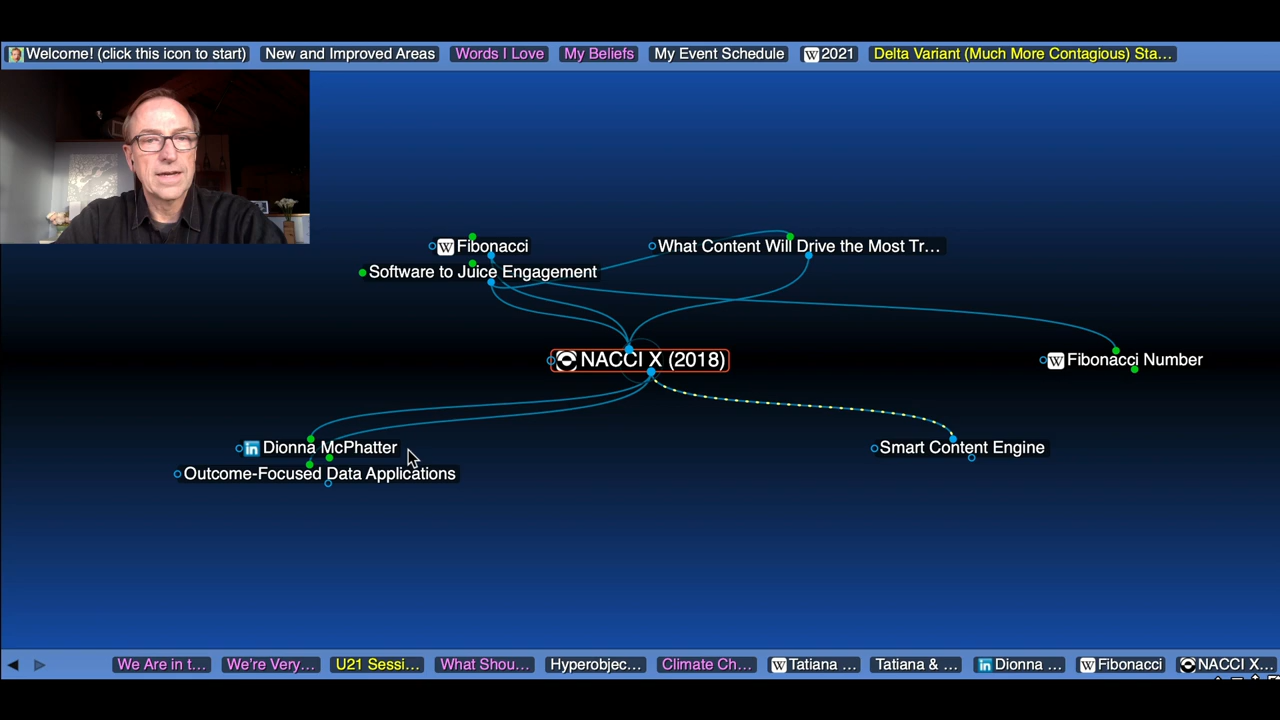 Welcome! (click this icon to start) New and Improved Areas Words I Love My Beliefs My Event Schedule W 2021 Delta Variant (Much More Contagious) Sta...
W Fibonacci What Content Will Drive the Most Tr...
Software to Juice Engagement
NACCI X (2018) W Fibonacci Number
in Dionna McPhatter Smart Content Engine
Outcome-Focused Data Applications
We Are in t... We're Very... U21 Sessi... What Shou... Hyperobjec... Climate Ch... W Tatiana ... Tatiana & ... in Dionna ... W Fibonacci NACCI X...